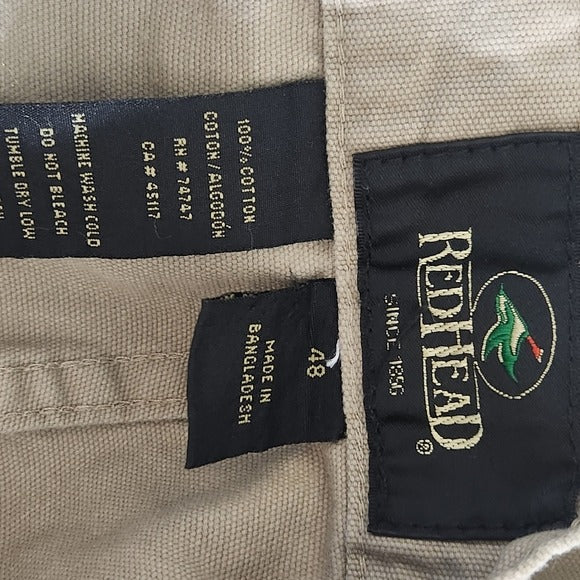 REDHEAD®
SINCE 1856
48
MADE IN
BANGLADESH
100% COTTON
COTON/ALGODÓN
RN# 74747
CA# 45117
MACHINE WASH COLD
DO NOT BLEACH
TUMBLE DRY LOW